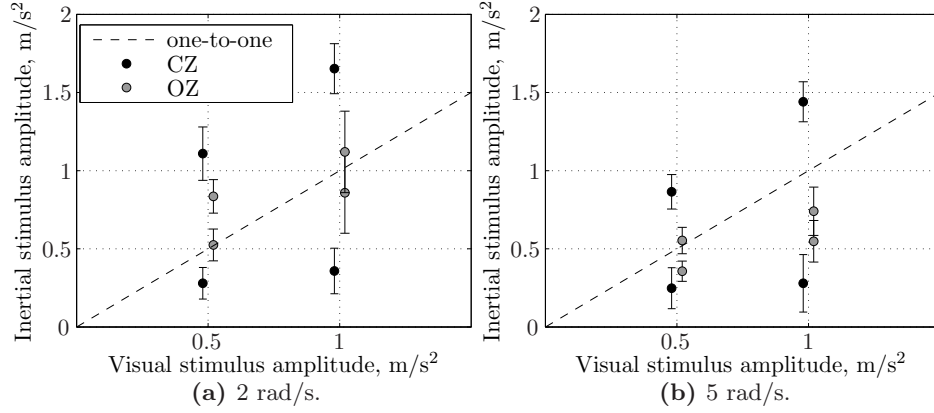 Inertial stimulus amplitude, m/s²
2
1.5
1
0.5
0
one-to-one
CZ
OZ
0.5
1
Visual stimulus amplitude, m/s²
(a) 2 rad/s.
Inertial stimulus amplitude, m/s²
2
1.5
1
0.5
0
0.5
1
Visual stimulus amplitude, m/s²
(b) 5 rad/s.